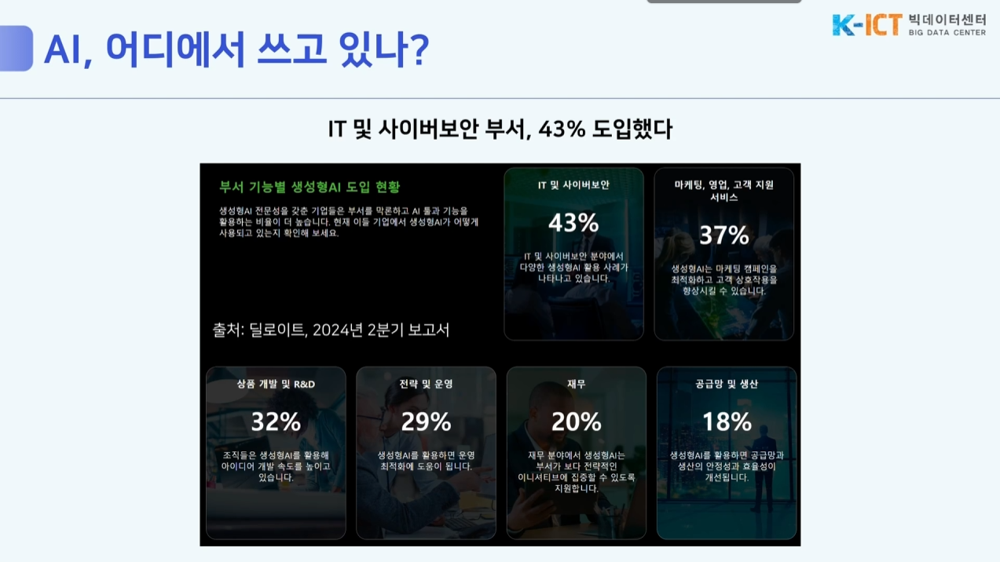 K-ICT 빅데이터센터
BIG DATA CENTER
AI, 어디에서 쓰고 있나?
IT 및 사이버보안 부서, 43% 도입했다
부서 기능별 생성형AI 도입 현황
생성형AI 전문성을 갖춘 기업들은 부서를 막론하고 AI 툴과 기능을
활용하는 비율이 더 높습니다. 현재 이들 기업에서 생성형AI가 어떻게
사용되고 있는지 확인해 보세요.
출처: 딜로이트, 2024년 2분기 보고서
IT 및 사이버보안
43%
IT 및 사이버보안 분야에서
다양한 생성형AI 활용 사례가
나타나고 있습니다.
마케팅, 영업, 고객 지원
서비스
37%
생성형AI는 마케팅 캠페인을
최적화하고 고객 상호작용을
향상시킬 수 있습니다.
상품 개발 및 R&D
32%
조직들은 생성형AI를 활용해
아이디어 개발 속도를 높이고
있습니다.
전략 및 운영
29%
생성형AI를 활용하면 운영
최적화에 도움이 됩니다.
재무
20%
재무 분야에서 생성형AI는
부서가 보다 전략적인
이니셔티브에 집중할 수 있도록
지원합니다.
공급망 및 생산
18%
생성형AI를 활용하면 공급망과
생산의 안정성과 효율성이
개선됩니다.